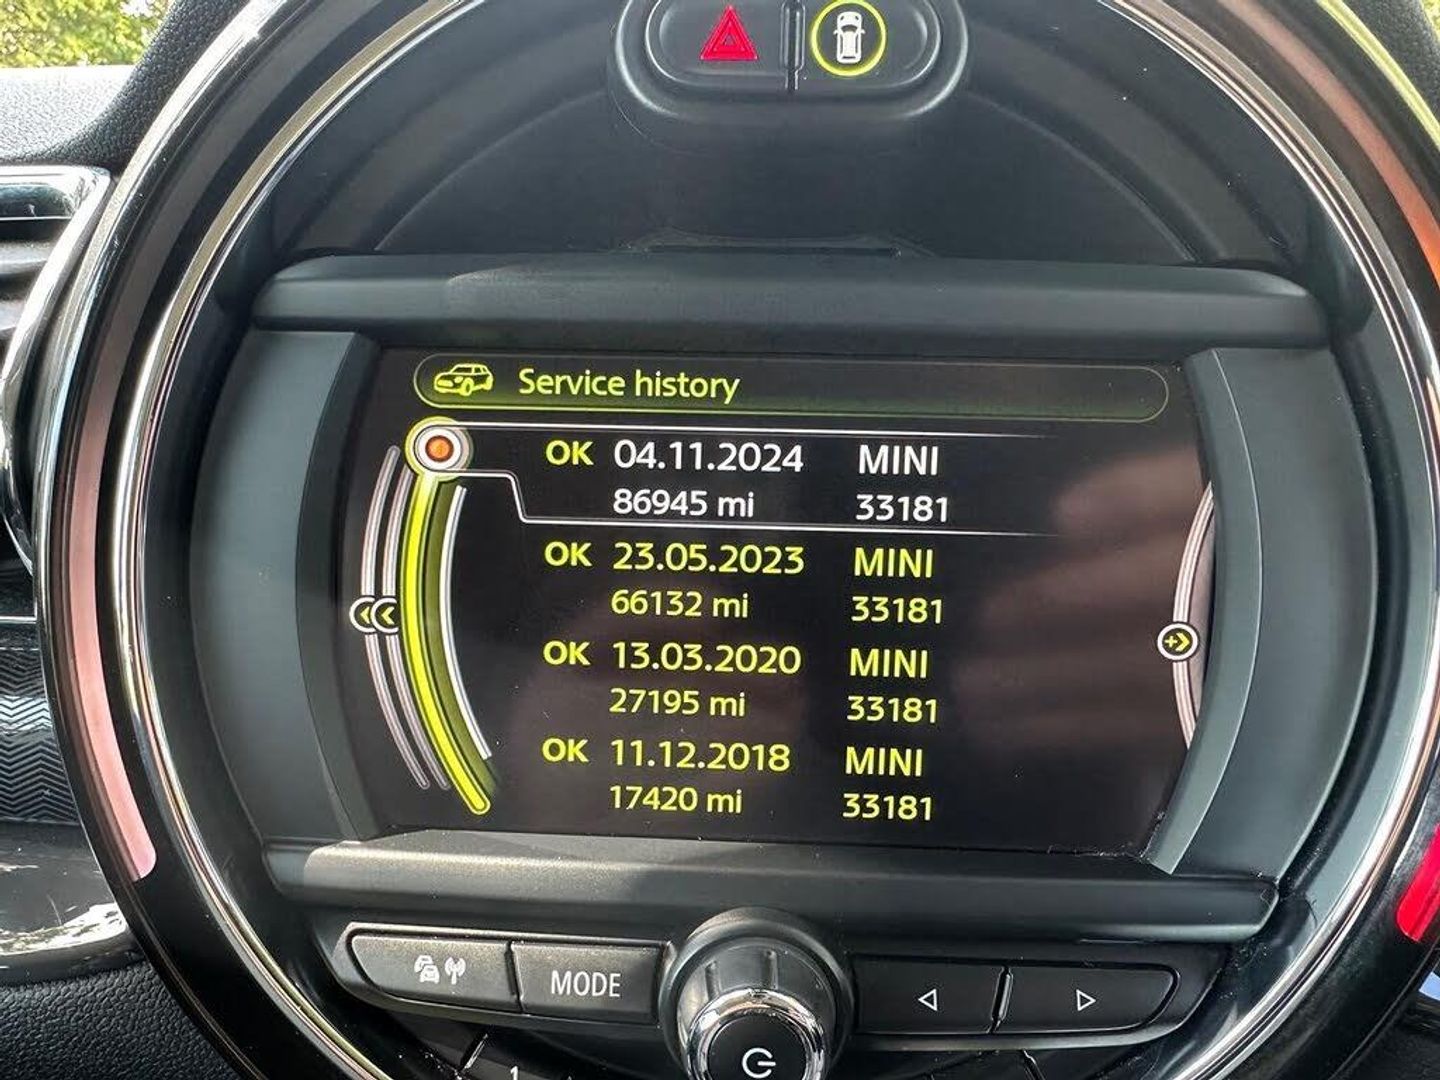 Service history
OK 04.11.2024 MINI
86945 mi 33181
OK 23.05.2023 MINI
66132 mi 33181
OK 13.03.2020 MINI
27195 mi 33181
OK 11.12.2018 MINI
17420 mi 33181
MODE
1